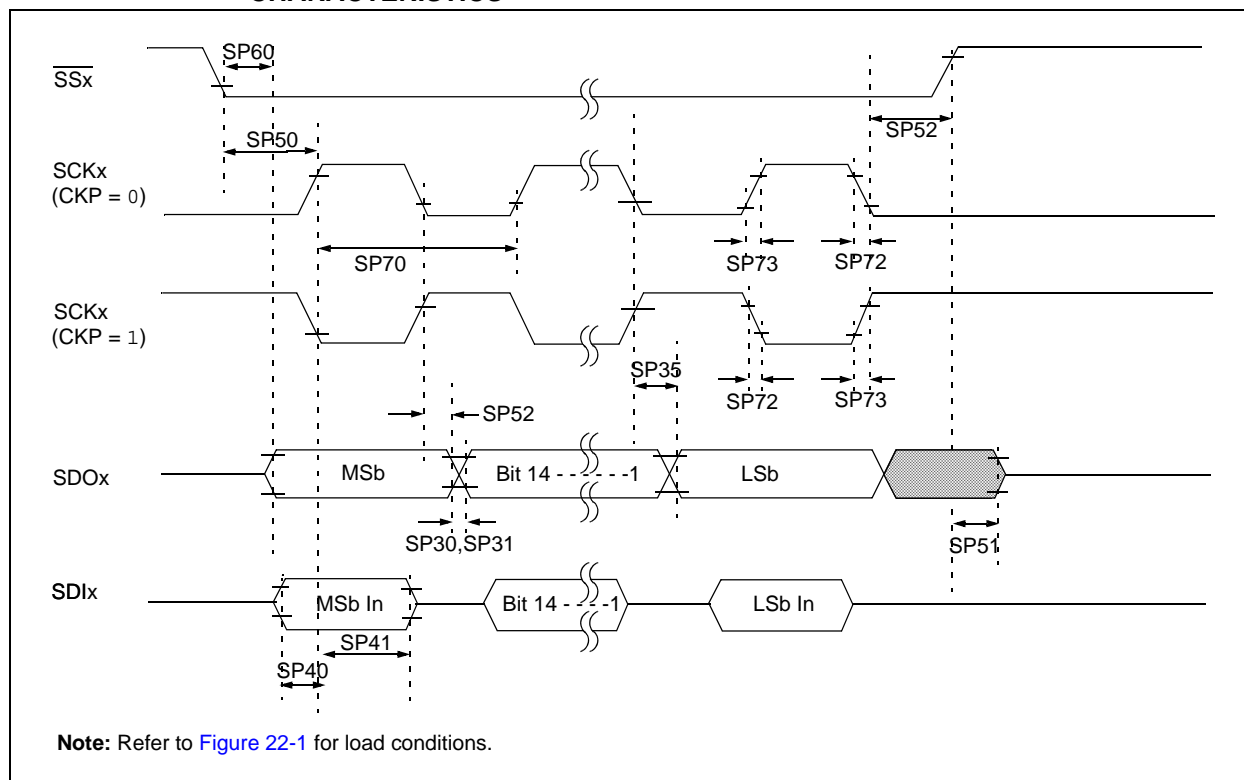 SP60
SSx
SP52
SP50
SCKx
(CKP = 0)
SP70
SP73
SP72
SCKx
(CKP = 1)
SP35
SP72
SP73
SP52
SDOx
MSb
Bit 14 - - - - - -1
LSb
SP30,SP31
SP51
SDIx
MSb In
Bit 14 - - - -1
LSb In
SP41
SP40
Note: Refer to Figure 22-1 for load conditions.